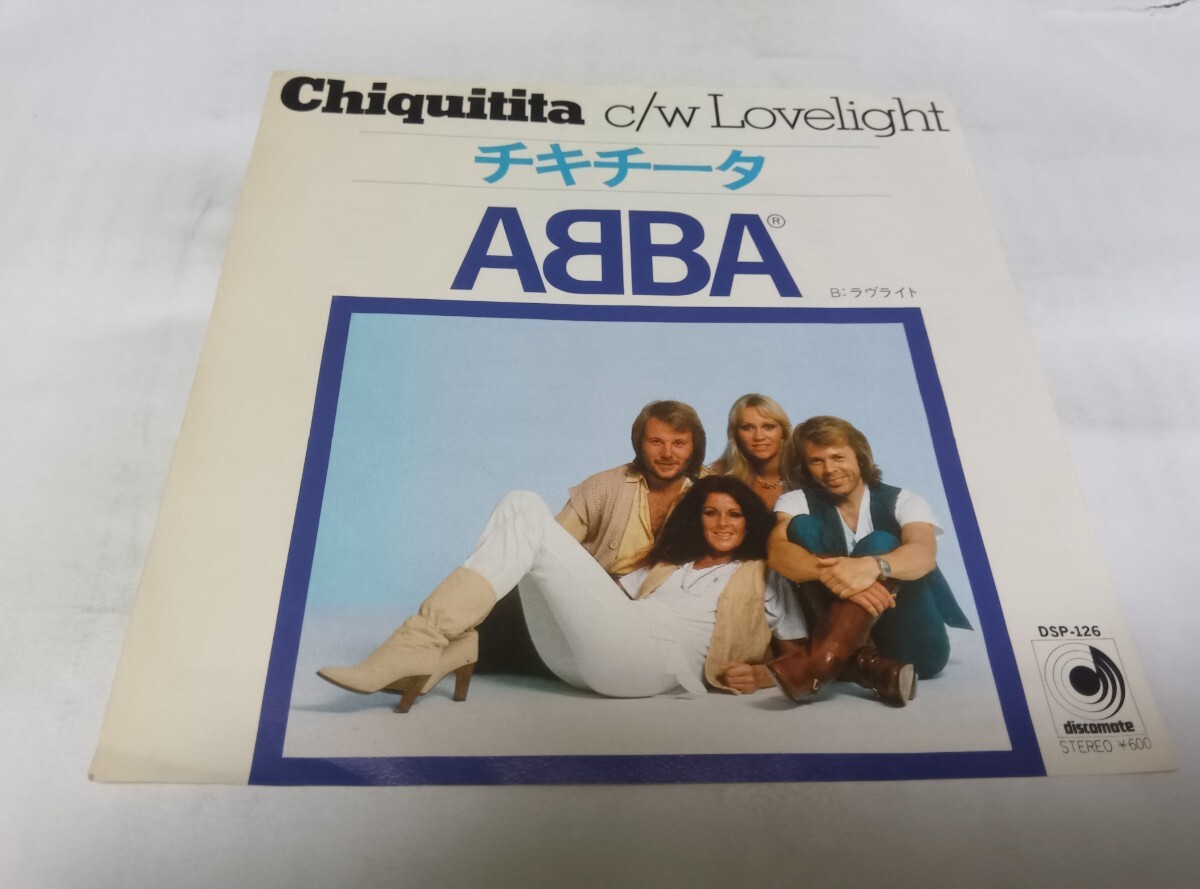 Chiquitita c/w Lovelight
チキチータ
ABBA®
B:ラヴライト
DSP-126
discomate
STEREO ¥600